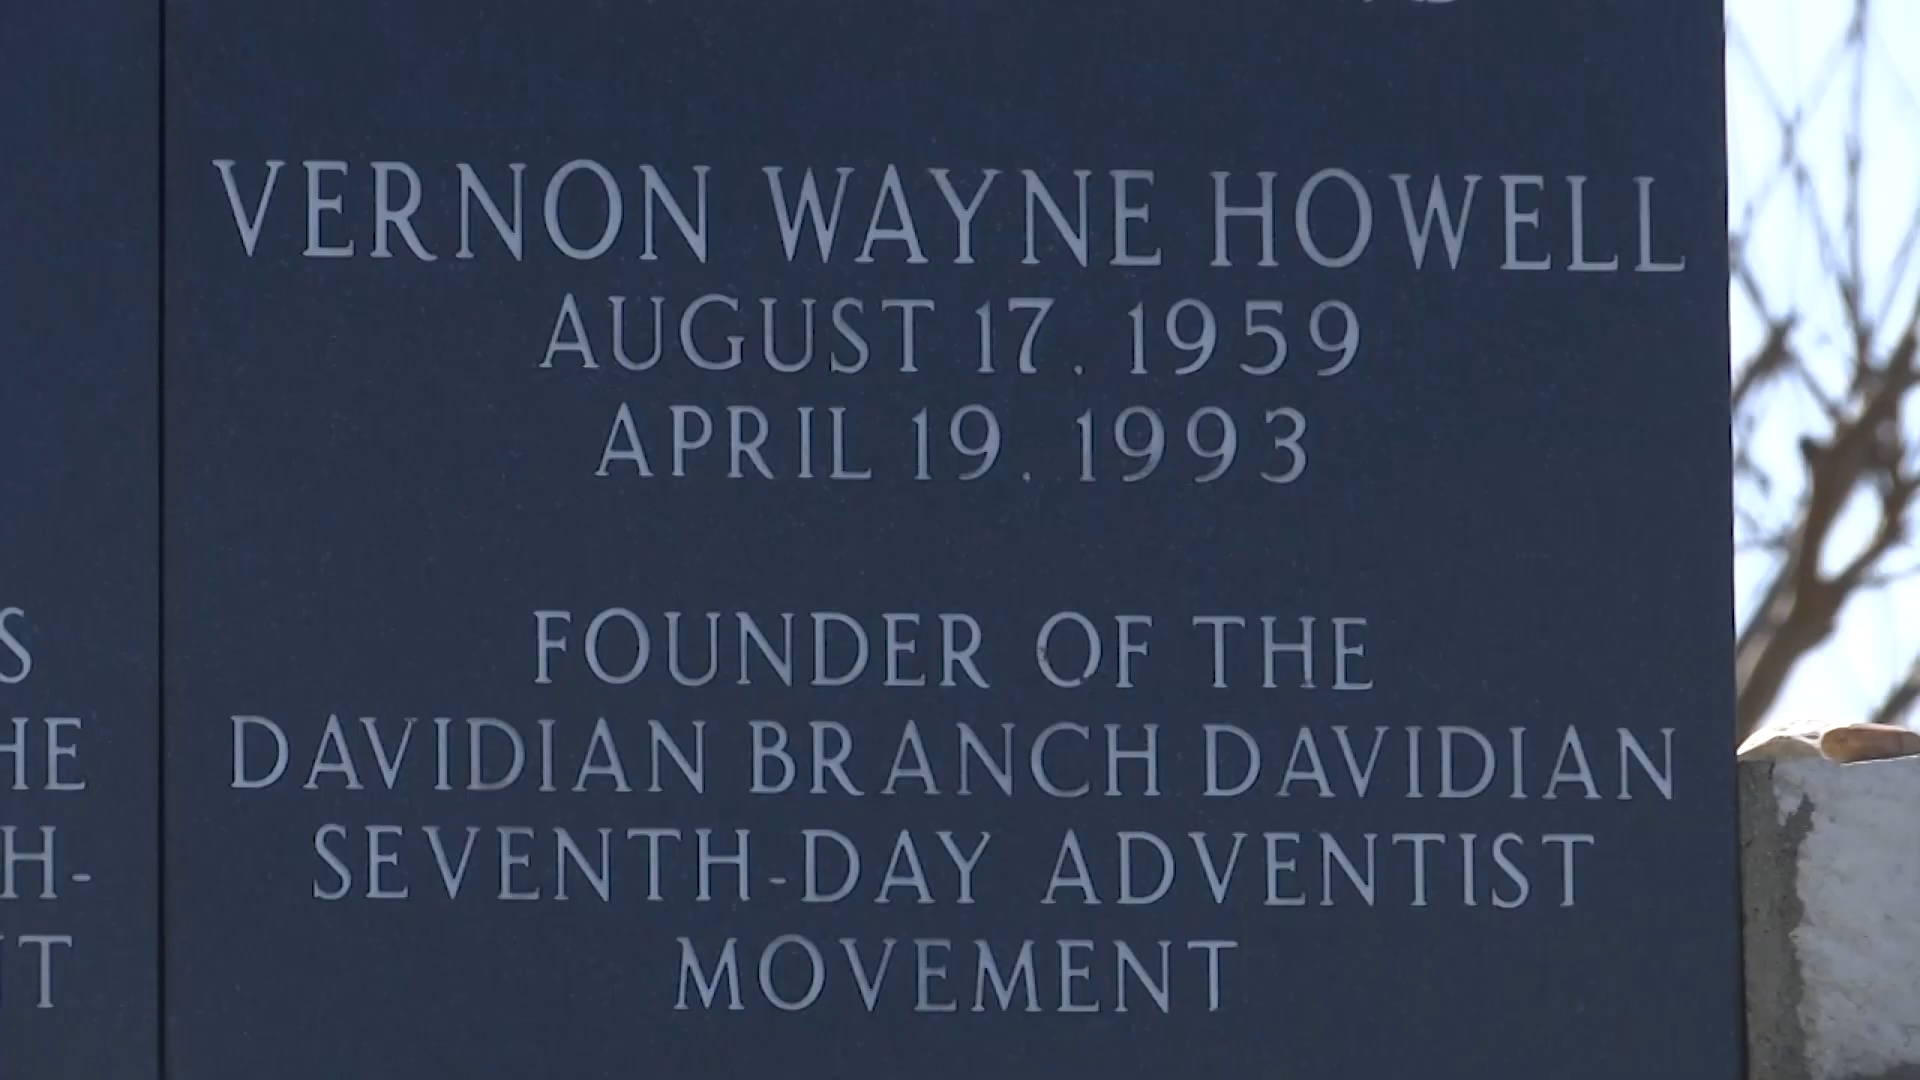 VERNON WAYNE HOWELL
AUGUST 17, 1959
APRIL 19, 1993
FOUNDER OF THE
DAVIDIAN BRANCH DAVIDIAN
SEVENTH-DAY ADVENTIST
MOVEMENT